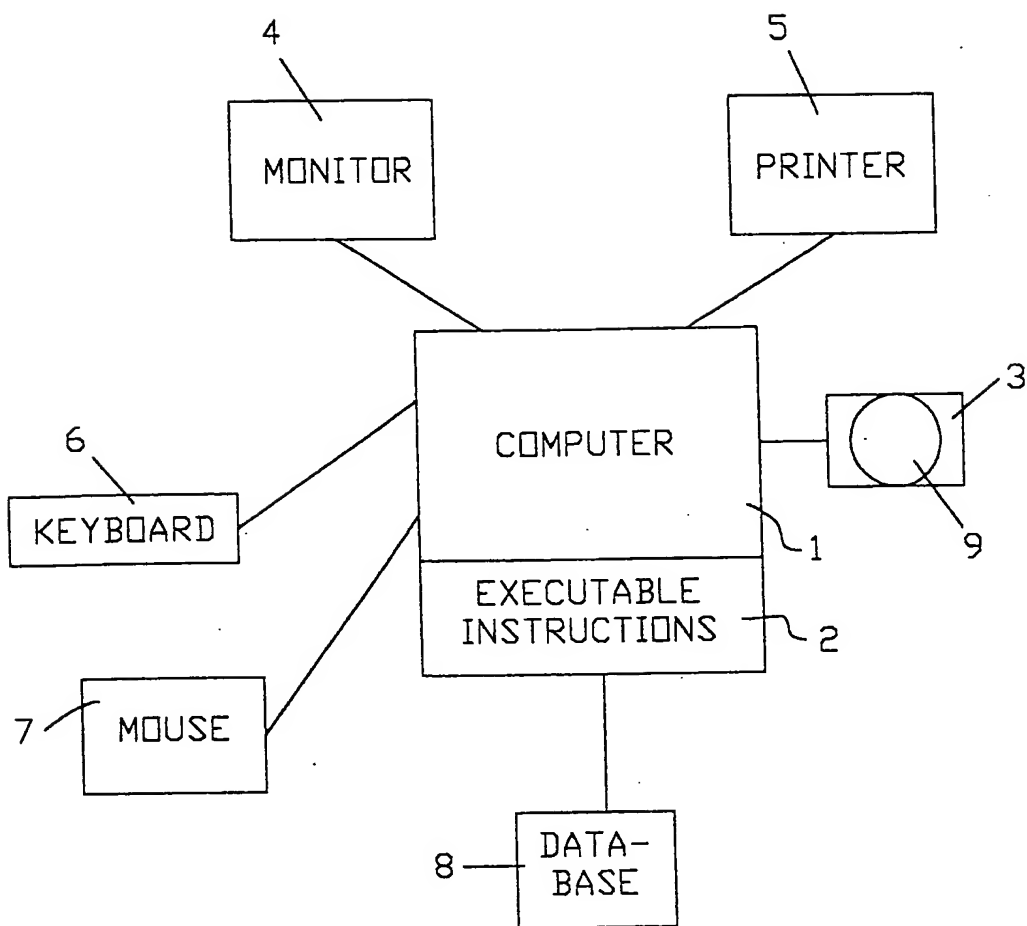 4
5
MONITOR
PRINTER
3
COMPUTER
6
KEYBOARD
9
1
EXECUTABLE
INSTRUCTIONS
2
7
MOUSE
8
DATA-
BASE